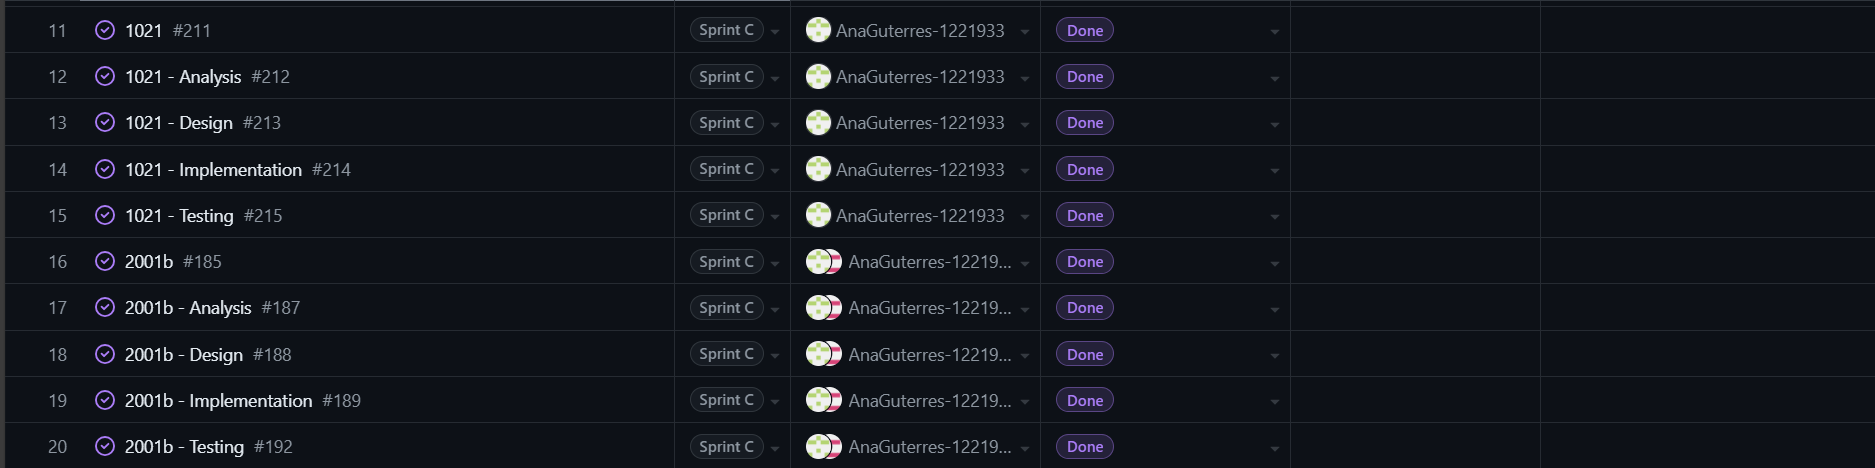 11 1021 #211 Sprint C AnaGuterres-1221933 Done
12 1021 - Analysis #212 Sprint C AnaGuterres-1221933 Done
13 1021 - Design #213 Sprint C AnaGuterres-1221933 Done
14 1021 - Implementation #214 Sprint C AnaGuterres-1221933 Done
15 1021 - Testing #215 Sprint C AnaGuterres-1221933 Done
16 2001b #185 Sprint C AnaGuterres-12219... Done
17 2001b - Analysis #187 Sprint C AnaGuterres-12219... Done
18 2001b - Design #188 Sprint C AnaGuterres-12219... Done
19 2001b - Implementation #189 Sprint C AnaGuterres-12219... Done
20 2001b - Testing #192 Sprint C AnaGuterres-12219... Done